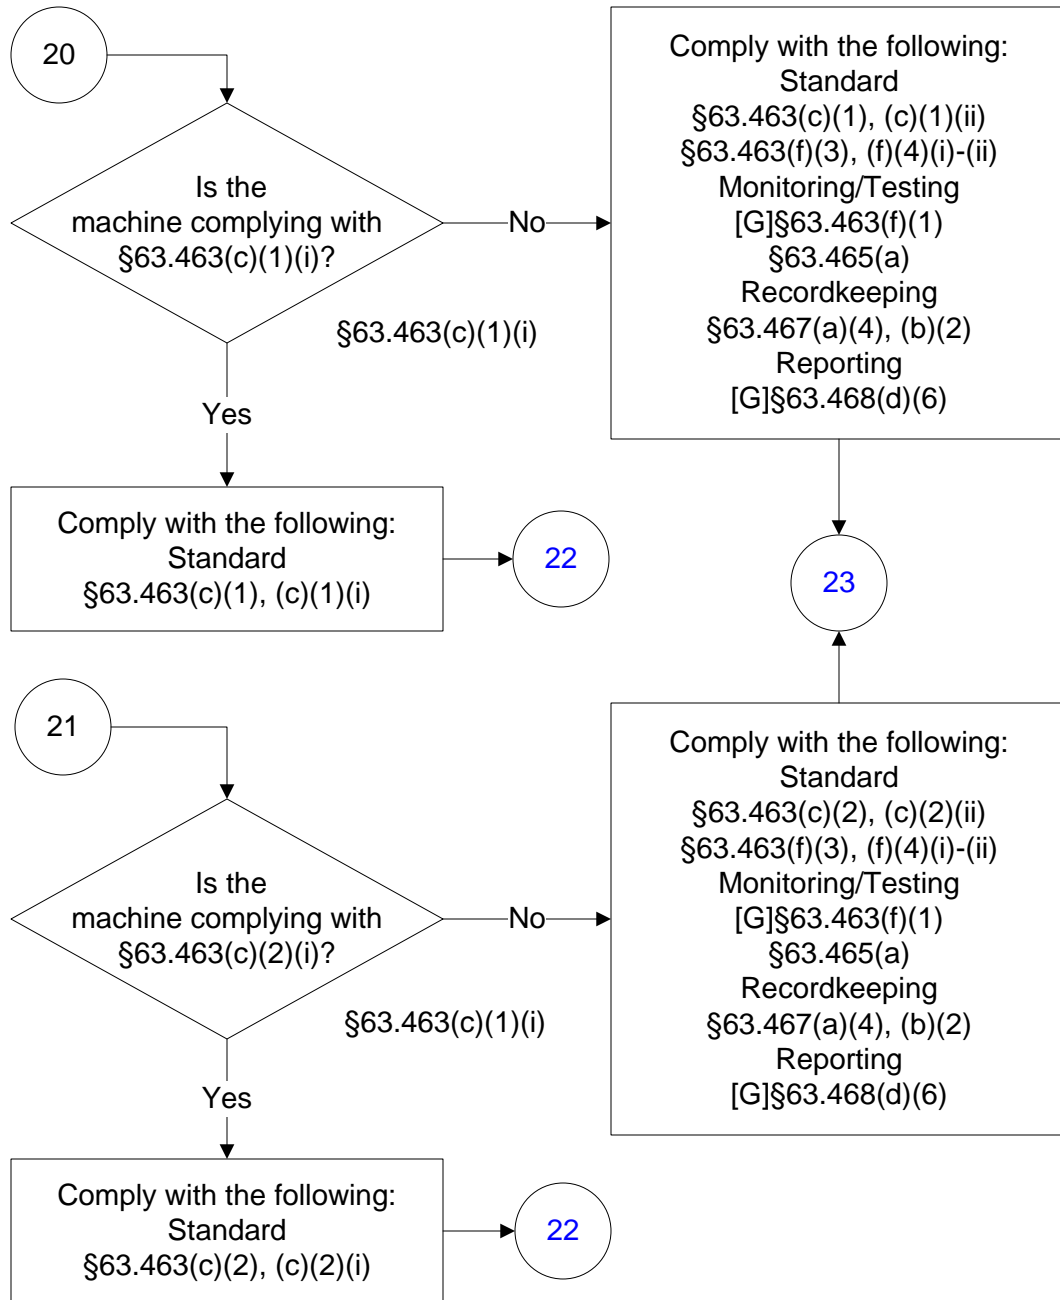 20
Is the
machine complying with
§63.463(c)(1)(i)?
No
§63.463(c)(1)(i)
Yes
Comply with the following:
Standard
§63.463(c)(1), (c)(1)(i)
22
Comply with the following:
Standard
§63.463(c)(1), (c)(1)(ii)
§63.463(f)(3), (f)(4)(i)-(ii)
Monitoring/Testing
[G]§63.463(f)(1)
§63.465(a)
Recordkeeping
§63.467(a)(4), (b)(2)
Reporting
[G]§63.468(d)(6)
23
21
Is the
machine complying with
§63.463(c)(2)(i)?
No
§63.463(c)(1)(i)
Yes
Comply with the following:
Standard
§63.463(c)(2), (c)(2)(i)
22
Comply with the following:
Standard
§63.463(c)(2), (c)(2)(ii)
§63.463(f)(3), (f)(4)(i)-(ii)
Monitoring/Testing
[G]§63.463(f)(1)
§63.465(a)
Recordkeeping
§63.467(a)(4), (b)(2)
Reporting
[G]§63.468(d)(6)